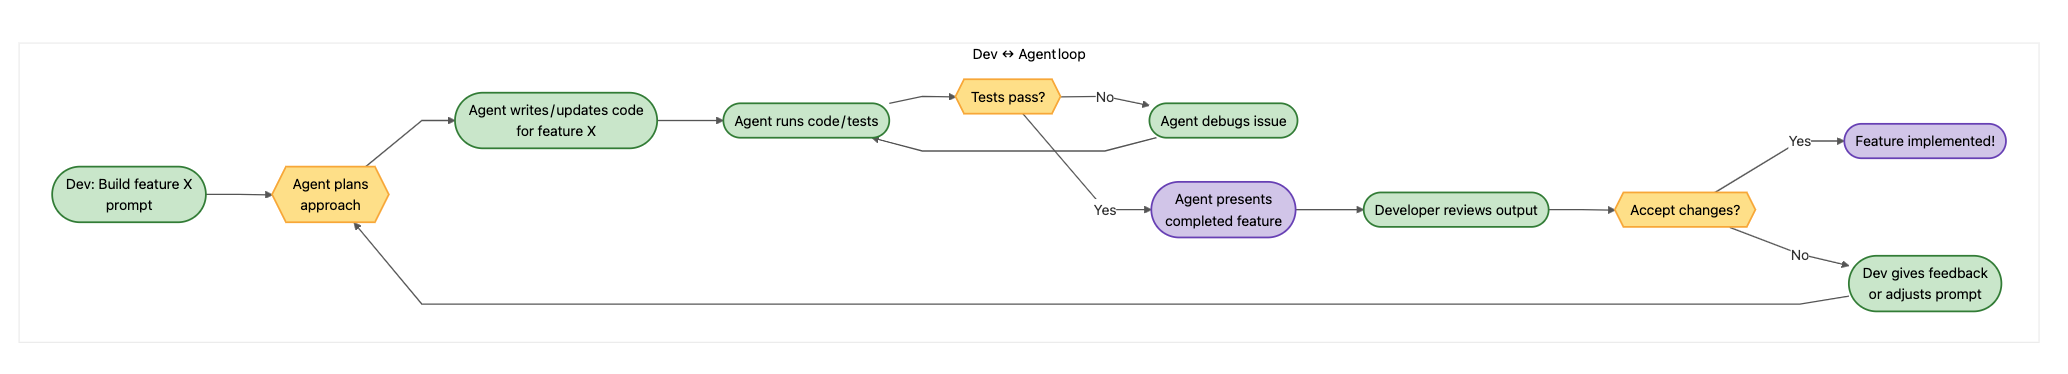 Dev ↔ Agent loop
Dev: Build feature X
prompt
Agent plans
approach
Agent writes/updates code
for feature X
Agent runs code/tests
Tests pass?
No
Agent debugs issue
Yes
Agent presents
completed feature
Developer reviews output
Accept changes?
Yes
Feature implemented!
No
Dev gives feedback
or adjusts prompt